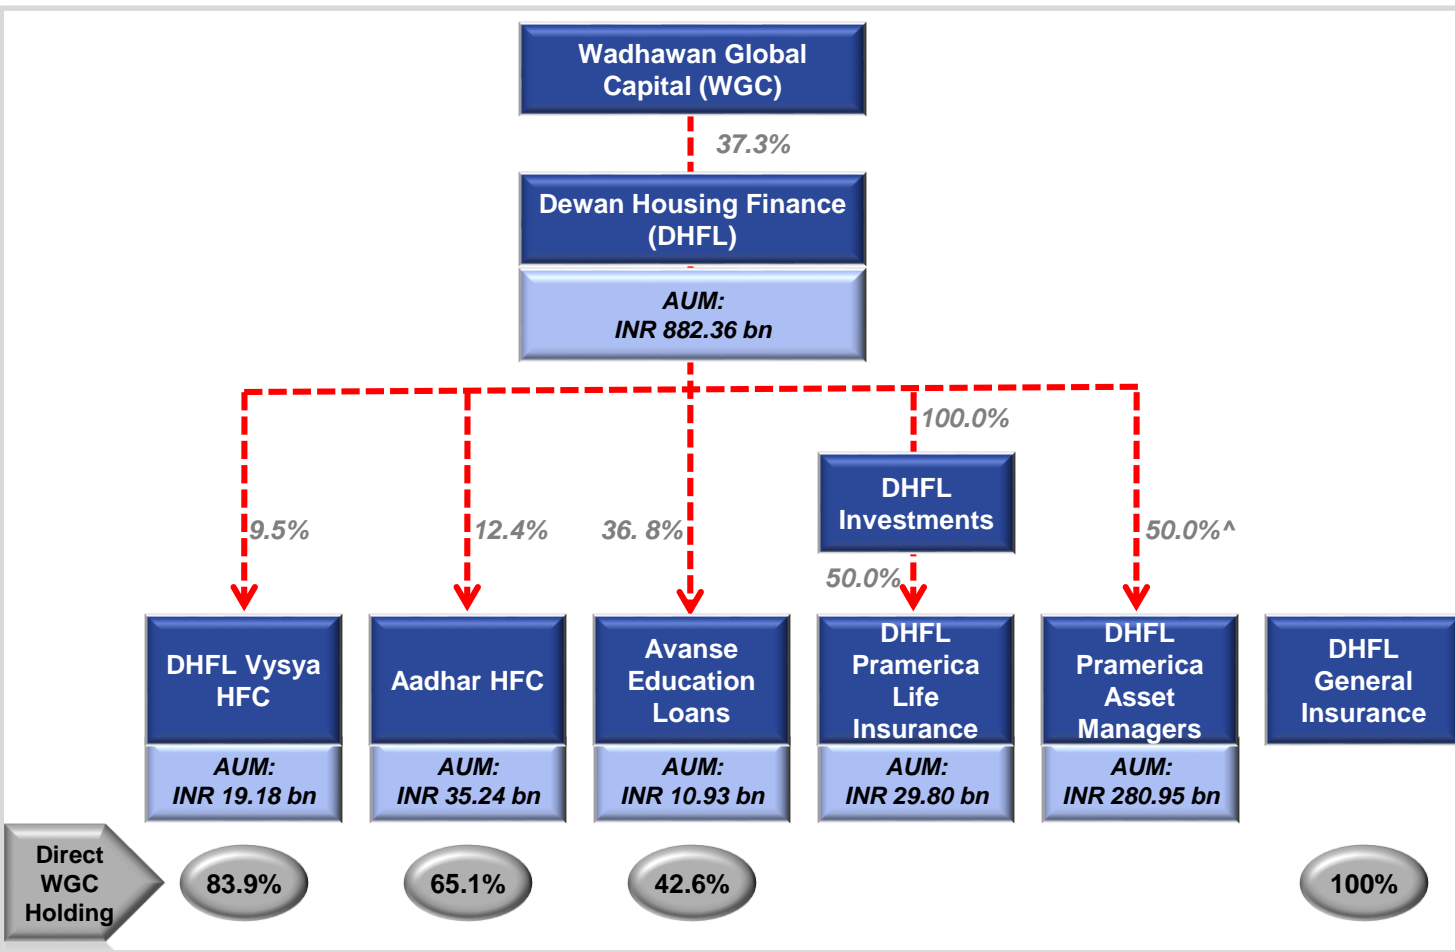 Wadhawan Global
Capital (WGC)
37.3%
Dewan Housing Finance
(DHFL)
AUM:
INR 882.36 bn
100.0%
DHFL
Investments
9.5%
12.4%
36. 8%
50.0%^
50.0%
DHFL Vysya
HFC
AUM:
INR 19.18 bn
Aadhar HFC
AUM:
INR 35.24 bn
Avanse
Education
Loans
AUM:
INR 10.93 bn
DHFL
Pramerica
Life
Insurance
AUM:
INR 29.80 bn
DHFL
Pramerica
Asset
Managers
AUM:
INR 280.95 bn
DHFL
General
Insurance
Direct
WGC
Holding
83.9%
65.1%
42.6%
100%